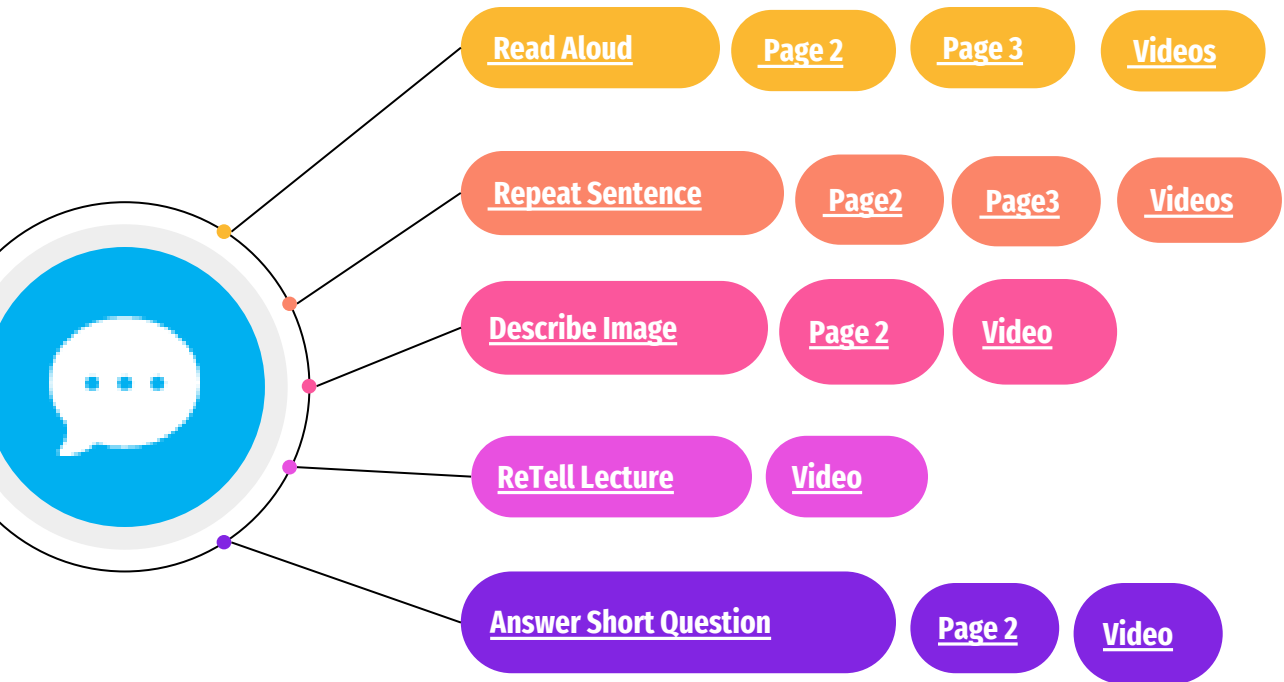 Read Aloud Page 2 Page 3 Videos
Repeat Sentence Page2 Page3 Videos
Describe Image Page 2 Video
ReTell Lecture Video
Answer Short Question Page 2 Video